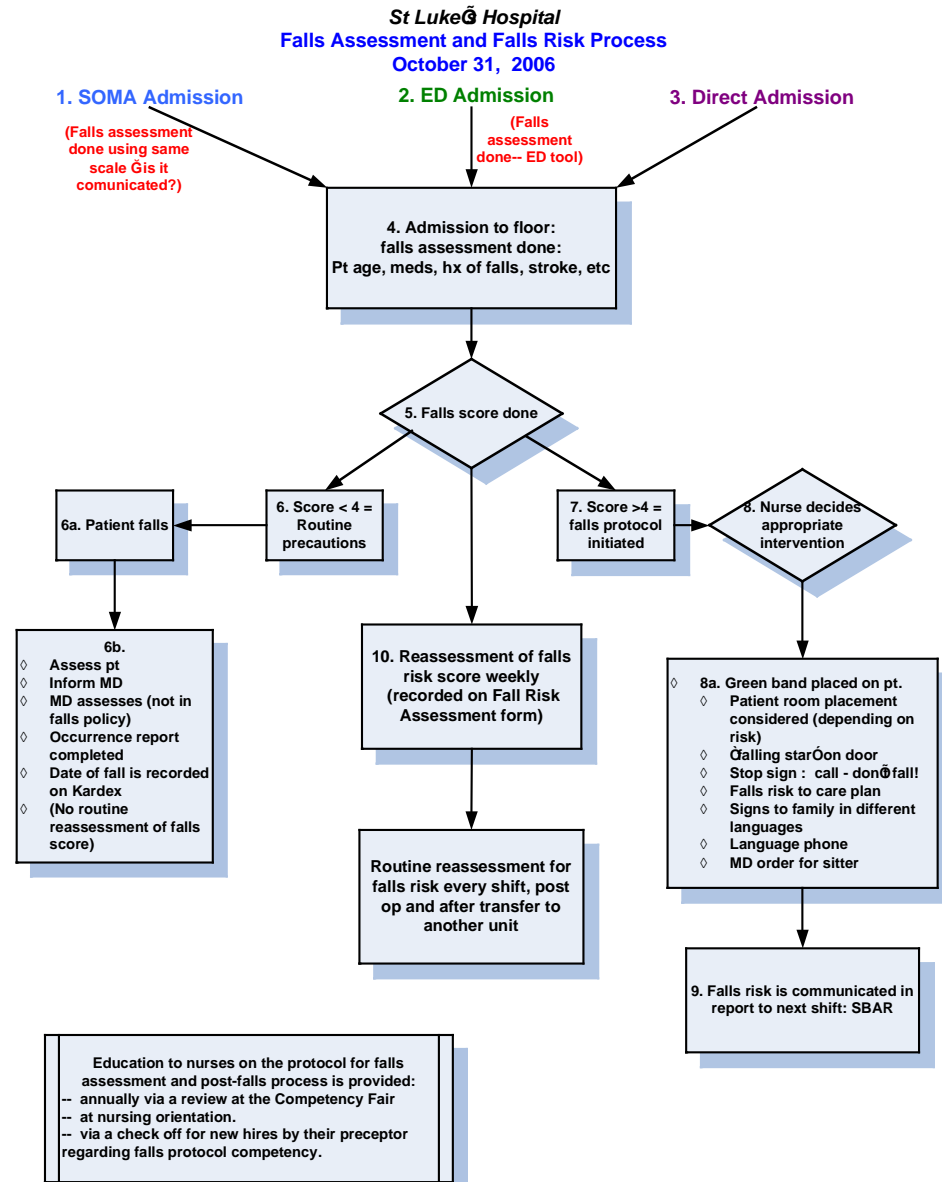 St LukeÕs Hospital
Falls Assessment and Falls Risk Process
October 31, 2006
1. SOMA Admission
2. ED Admission
3. Direct Admission
(Falls assessment
done using same
scale Ğis it
comunicated?)
(Falls
assessment
done-- ED tool)
4. Admission to floor:
falls assessment done:
Pt age, meds, hx of falls, stroke, etc
5. Falls score done
6a. Patient falls
6. Score < 4 =
Routine
precautions
7. Score >4 =
falls protocol
initiated
8. Nurse decides
appropriate
intervention
6b.
◊ Assess pt
◊ Inform MD
◊ MD assesses (not in
falls policy)
◊ Occurrence report
completed
◊ Date of fall is recorded
on Kardex
◊ (No routine
reassessment of falls
score)
10. Reassessment of falls
risk score weekly
(recorded on Fall Risk
Assessment form)
◊ 8a. Green band placed on pt.
◊ Patient room placement
considered (depending on
risk)
◊ Òfalling starÓon door
◊ Stop sign : call - donÕt fall!
◊ Falls risk to care plan
◊ Signs to family in different
languages
◊ Language phone
◊ MD order for sitter
Routine reassessment for
falls risk every shift, post
op and after transfer to
another unit
9. Falls risk is communicated in
report to next shift: SBAR
Education to nurses on the protocol for falls
assessment and post-falls process is provided:
-- annually via a review at the Competency Fair
-- at nursing orientation.
-- via a check off for new hires by their preceptor
regarding falls protocol competency.